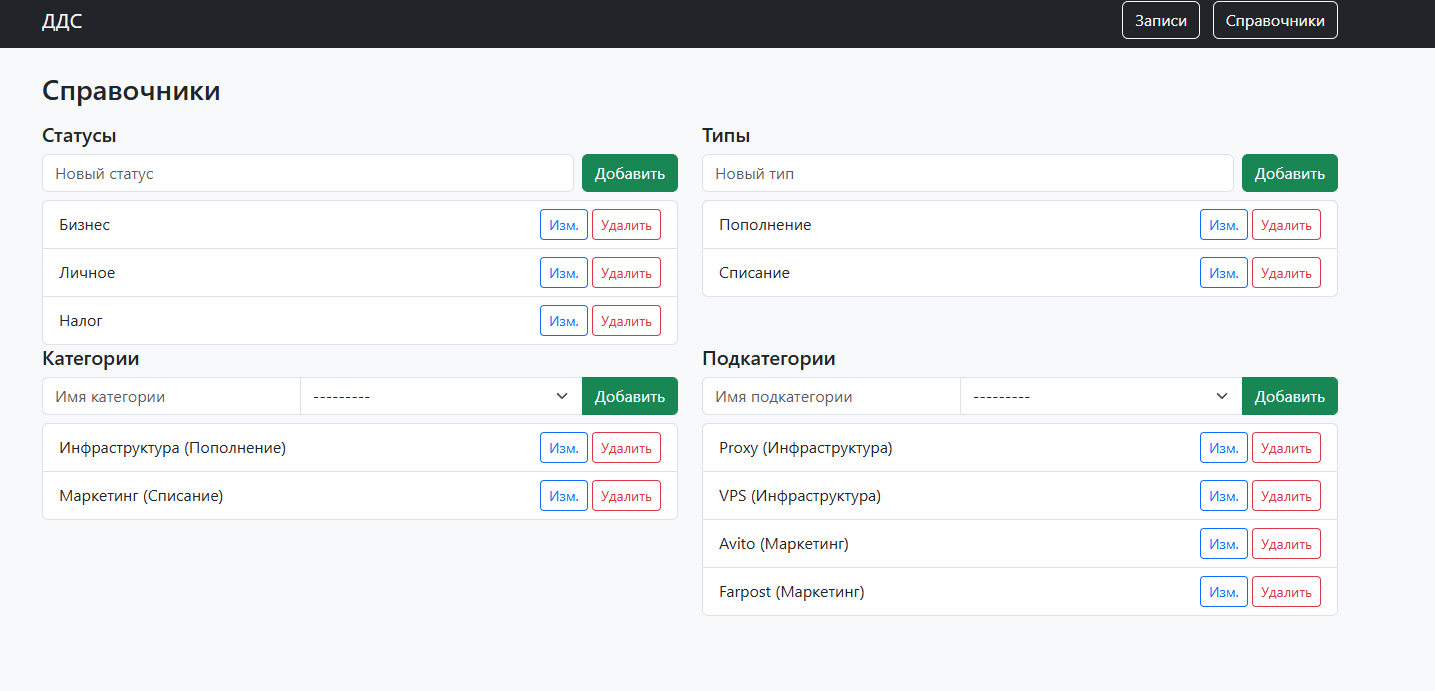 ДДС
Записи
Справочники
Справочники
Статусы
Новый статус
Добавить
Бизнес
Изм.
Удалить
Личное
Изм.
Удалить
Налог
Изм.
Удалить
Типы
Новый тип
Добавить
Пополнение
Изм.
Удалить
Списание
Изм.
Удалить
Категории
Имя категории
---------
Добавить
Инфраструктура (Пополнение)
Изм.
Удалить
Маркетинг (Списание)
Изм.
Удалить
Подкатегории
Имя подкатегории
---------
Добавить
Proxy (Инфраструктура)
Изм.
Удалить
VPS (Инфраструктура)
Изм.
Удалить
Avito (Маркетинг)
Изм.
Удалить
Farpost (Маркетинг)
Изм.
Удалить